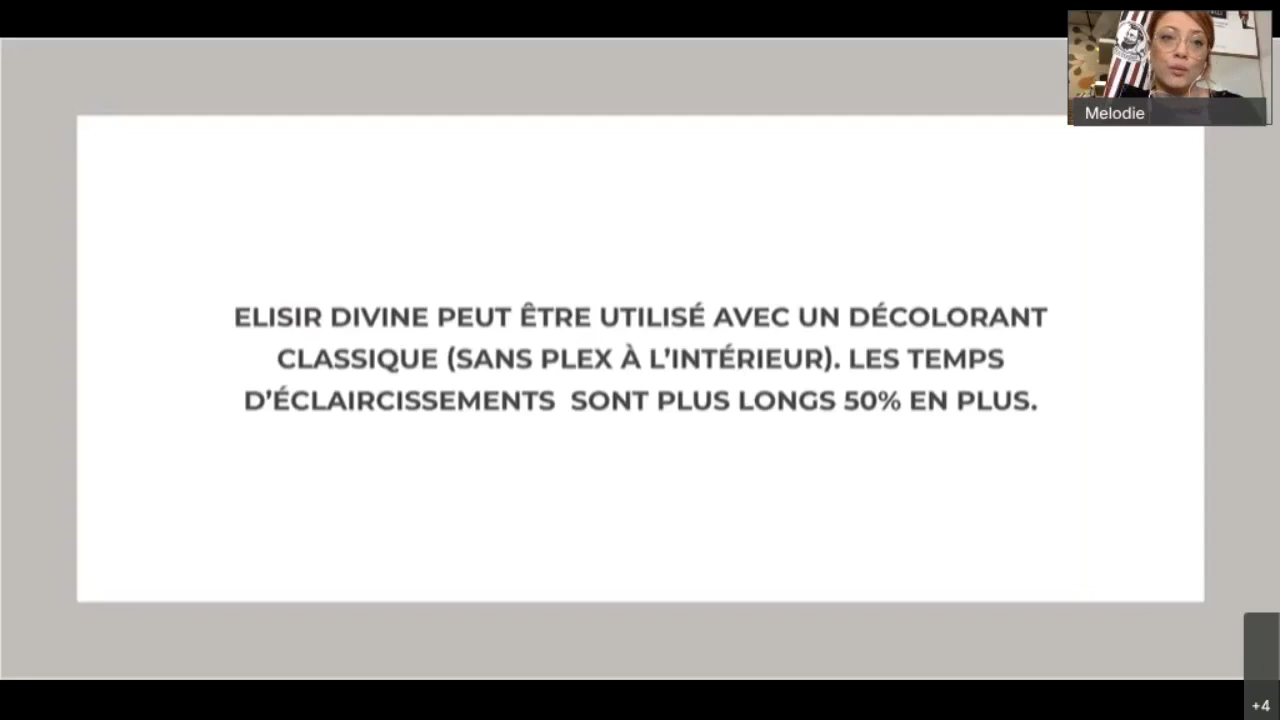 Melodie
ELISIR DIVINE PEUT ÊTRE UTILISÉ AVEC UN DÉCOLORANT
CLASSIQUE (SANS PLEX À L'INTÉRIEUR). LES TEMPS
D'ÉCLAIRCISSEMENTS SONT PLUS LONGS 50% EN PLUS.
+4